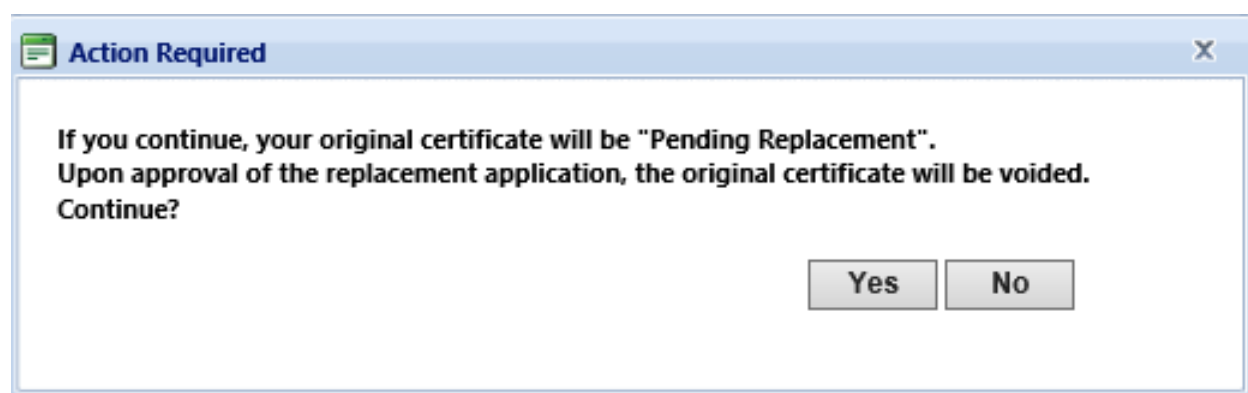 Action Required
X
If you continue, your original certificate will be "Pending Replacement".
Upon approval of the replacement application, the original certificate will be voided.
Continue?
Yes No